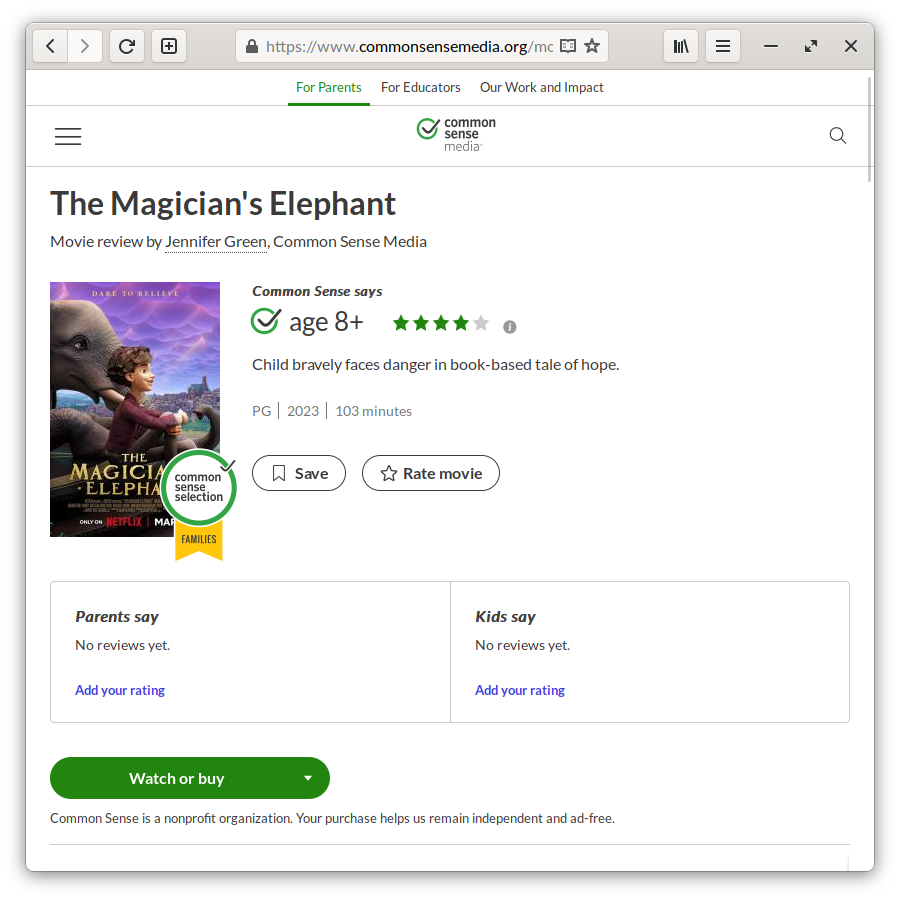 https://www.commonsensemedia.org/mc
For Parents
For Educators
Our Work and Impact
common
sense
media
The Magician's Elephant
Movie review by Jennifer Green, Common Sense Media
DARE TO BELIEVE
THE
MAGICIA
ELEPHA
ONLY ON NETFLIX | MAR
common
sense
selection
FAMILIES
Common Sense says
age 8+
i
Child bravely faces danger in book-based tale of hope.
PG | 2023 | 103 minutes
Save
Rate movie
Parents say
No reviews yet.
Add your rating
Kids say
No reviews yet.
Add your rating
Watch or buy
Common Sense is a nonprofit organization. Your purchase helps us remain independent and ad-free.